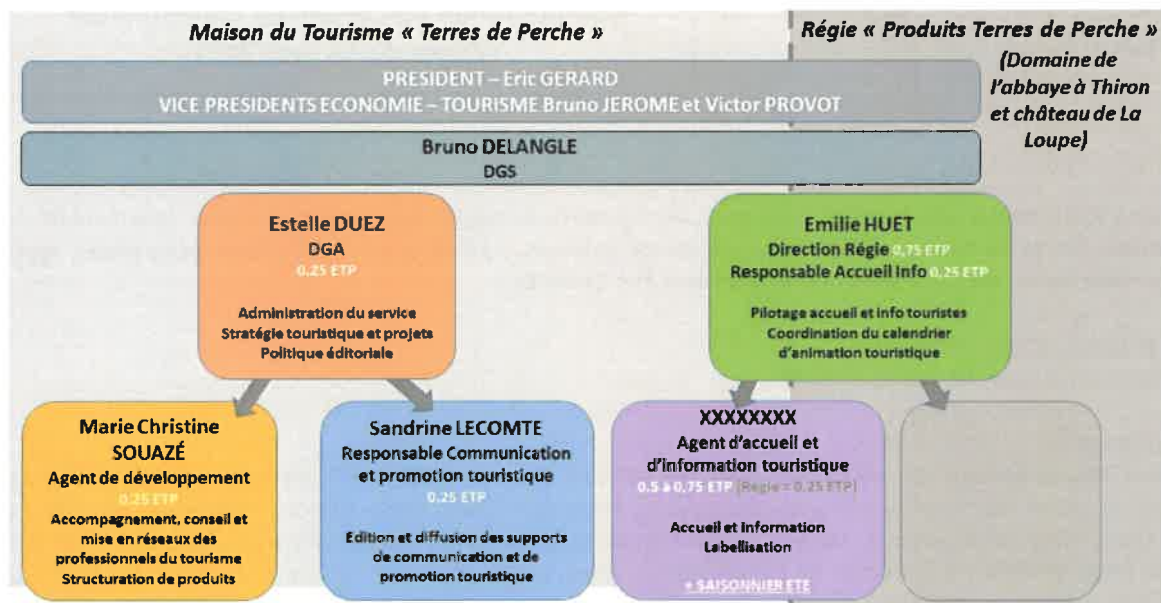 Maison du Tourisme « Terres de Perche »
Régie « Produits Terres de Perche »
(Domaine de
l'abbaye à Thiron
et château de La
Loupe)
PRESIDENT – Eric GERARD
VICE PRESIDENTS ECONOMIE – TOURISME Bruno JEROME et Victor PROVOT
Bruno DELANGLE
DGS
Estelle DUEZ
DGA
0,25 ETP
Administration du service
Stratégie touristique et projets
Politique éditoriale
Emilie HUET
Direction Régie 0,75 ETP
Responsable Accueil Info 0,25 ETP
Pilotage accueil et info touristes
Coordination du calendrier
d'animation touristique
Marie Christine
SOUAZÉ
Agent de développement
0,25 ETP
Accompagnement, conseil et
mise en réseaux des
professionnels du tourisme
Structuration de produits
Sandrine LECOMTE
Responsable Communication
et promotion touristique
0,25 ETP
Edition et diffusion des supports
de communication et de
promotion touristique
XXXXXXXX
Agent d'accueil et
d'information touristique
0.5 à 0,75 ETP (Régie = 0,25 ETP)
Accueil et Information
Labellisation
+ SAISONNIER ETE